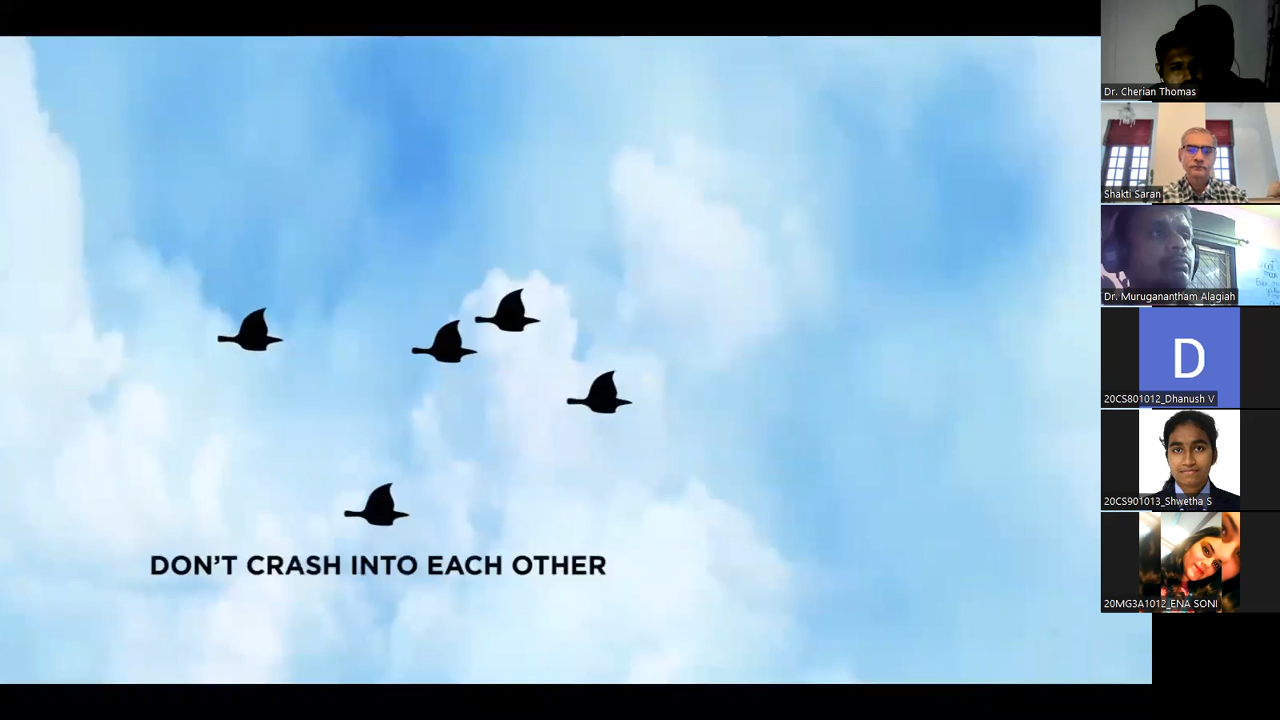 DON'T CRASH INTO EACH OTHER
Dr. Cherian Thomas
Shakti Saran
Dr. Muruganantham Alagiah
D
20CS801012_Dhanush V
20CS901013_Shwetha S
20MG3A1012_ENA SONI